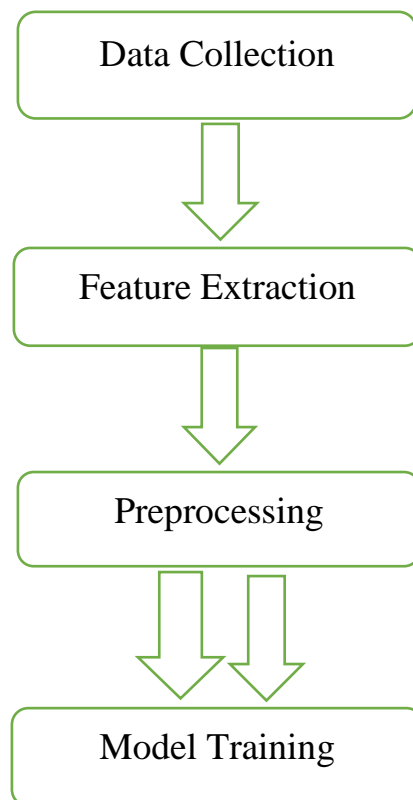 Data Collection
Feature Extraction
Preprocessing
Model Training